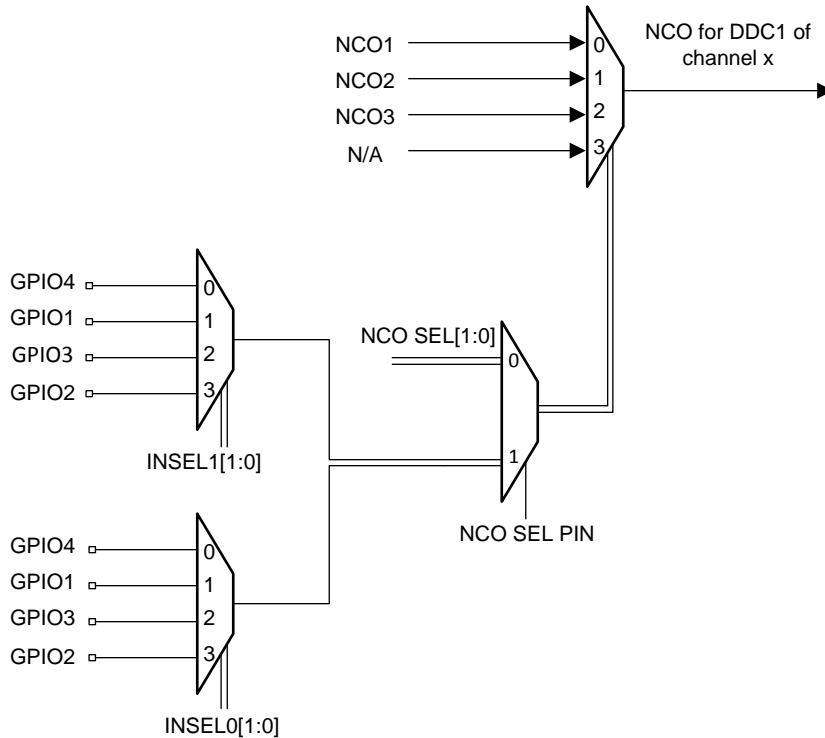 NCO1
NCO2
NCO3
N/A
0
1
2
3
NCO for DDC1 of
channel x
GPIO4
GPIO1
GPIO3
GPIO2
0
1
2
3
INSEL1[1:0]
NCO SEL[1:0]
0
1
NCO SEL PIN
GPIO4
GPIO1
GPIO3
GPIO2
0
1
2
3
INSEL0[1:0]